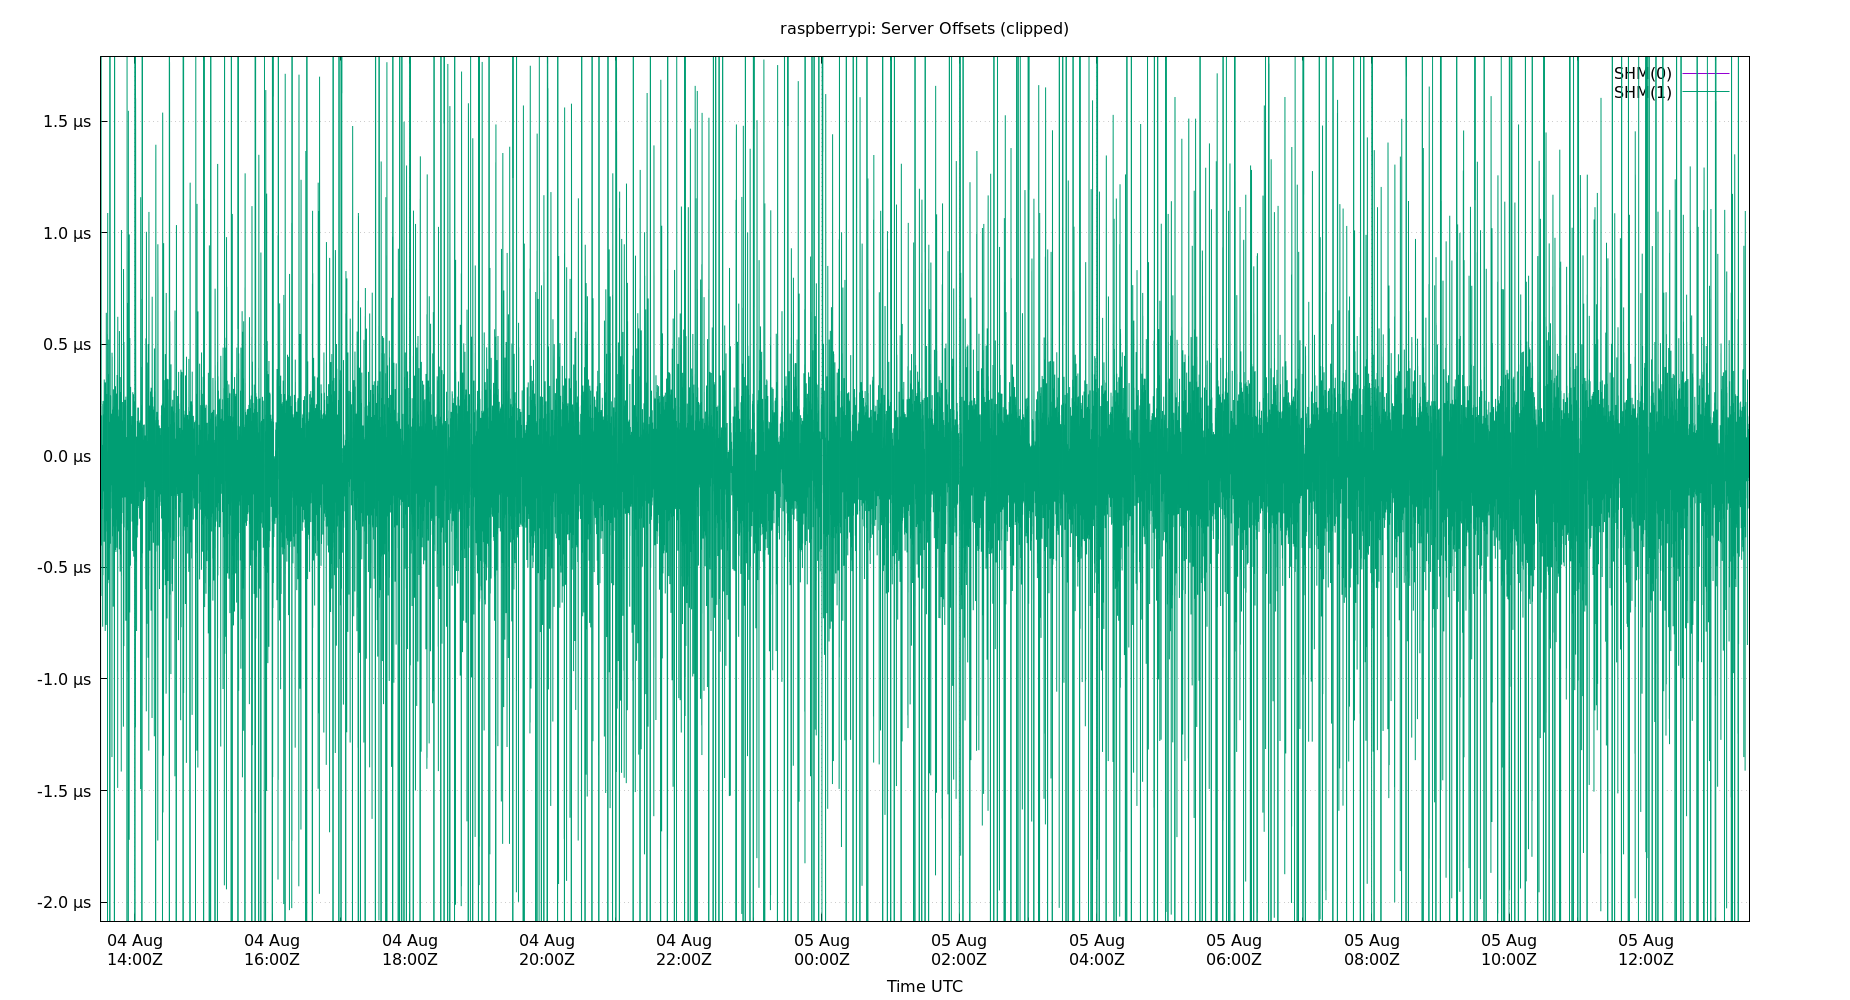 raspberrypi: Server Offsets (clipped)
SHM(0)
SHM(1)
1.5 µs
1.0 µs
0.5 µs
0.0 µs
-0.5 µs
-1.0 µs
-1.5 µs
-2.0 µs
04 Aug 04 Aug 04 Aug 04 Aug 04 Aug 05 Aug 05 Aug 05 Aug 05 Aug 05 Aug 05 Aug 05 Aug
14:00Z 16:00Z 18:00Z 20:00Z 22:00Z 00:00Z 02:00Z 04:00Z 06:00Z 08:00Z 10:00Z 12:00Z
Time UTC